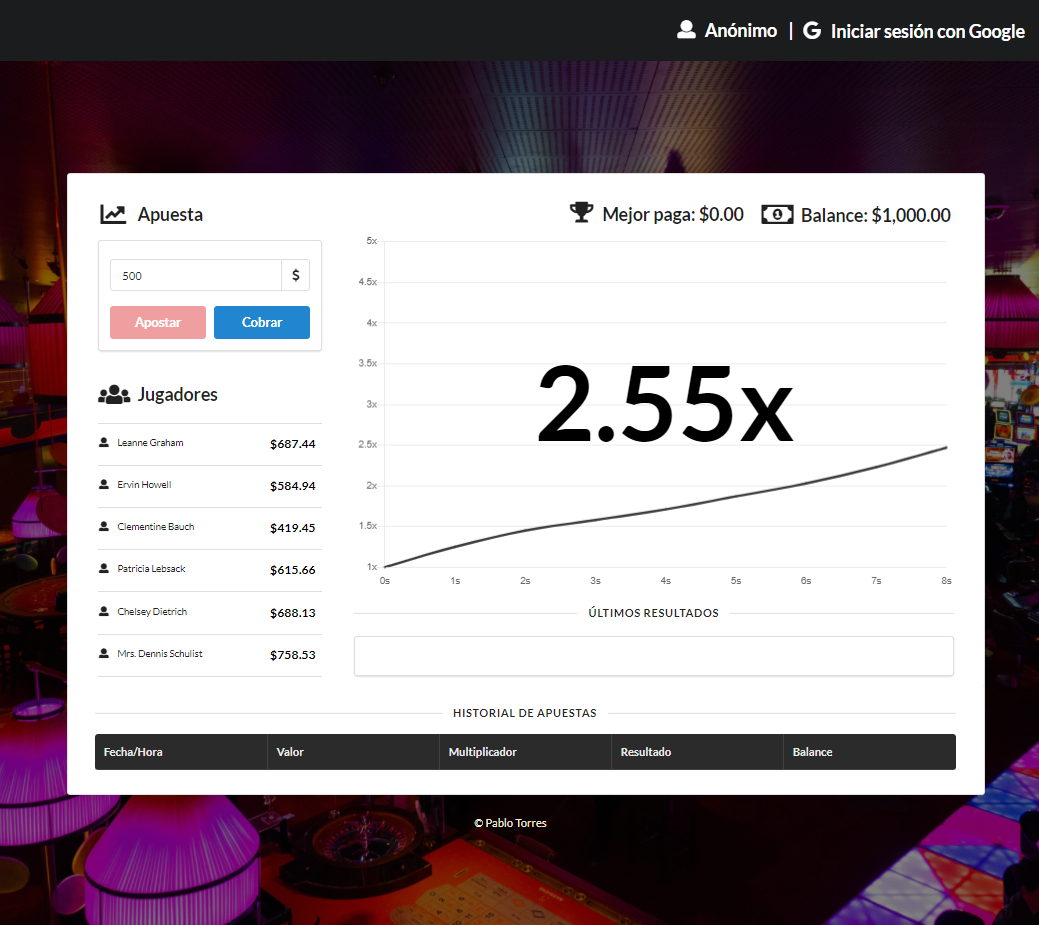 Anónimo | Iniciar sesión con Google
Apuesta
Mejor paga: $0.00
Balance: $1,000.00
500 $
Apostar
Cobrar
Jugadores
Leanne Graham $687.44
Ervin Howell $584.94
Clementine Bauch $419.45
Patricia Lebsack $615.66
Chelsey Dietrich $688.13
Mrs. Dennis Schulist $758.53
5x
4.5x
4x
3.5x
3x
2.5x
2x
1.5x
1x
2.55x
0s 1s 2s 3s 4s 5s 6s 7s 8s
ÚLTIMOS RESULTADOS
HISTORIAL DE APUESTAS
Fecha/Hora Valor Multiplicador Resultado Balance
© Pablo Torres